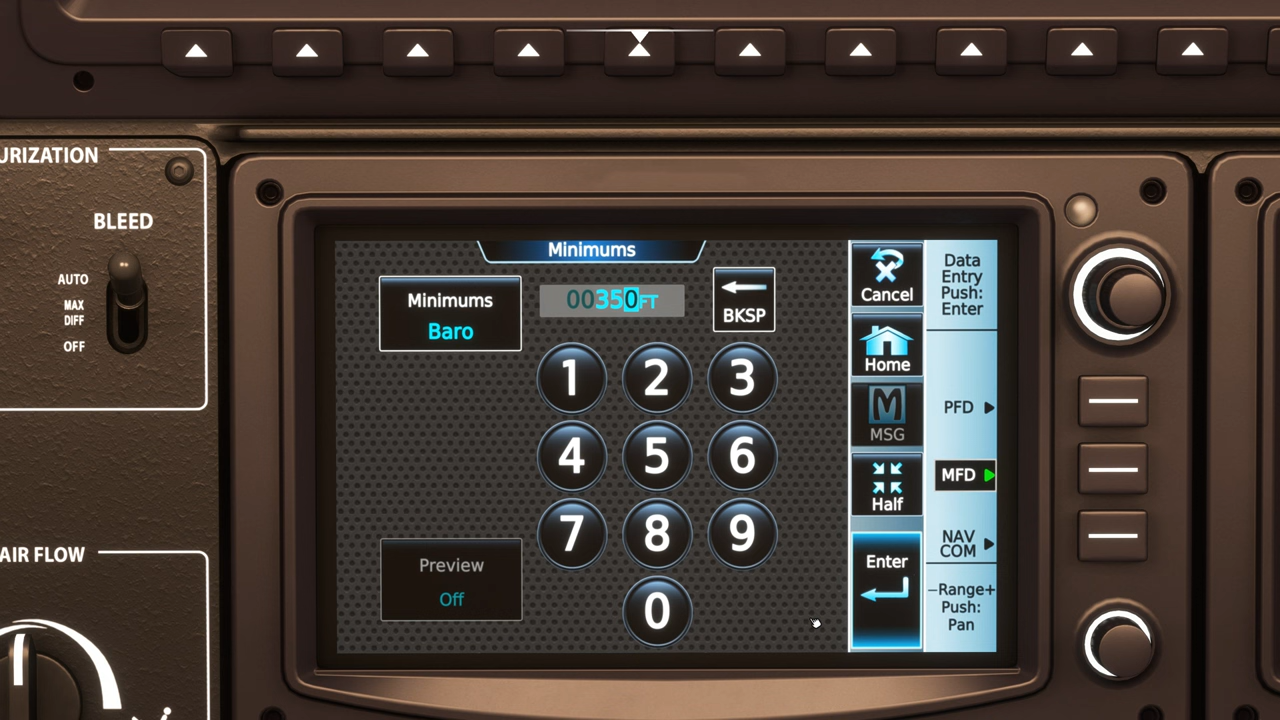 URIZATION
BLEED
AUTO
MAX
DIFF
OFF
AIR FLOW
Minimums
Minimums
Baro
00350FT
BKSP
1
2
3
4
5
6
7
8
9
0
Preview
Off
Cancel
Home
MSG
Half
Enter
Data
Entry
Push:
Enter
PFD
MFD
NAV
COM
−Range+
Push:
Pan